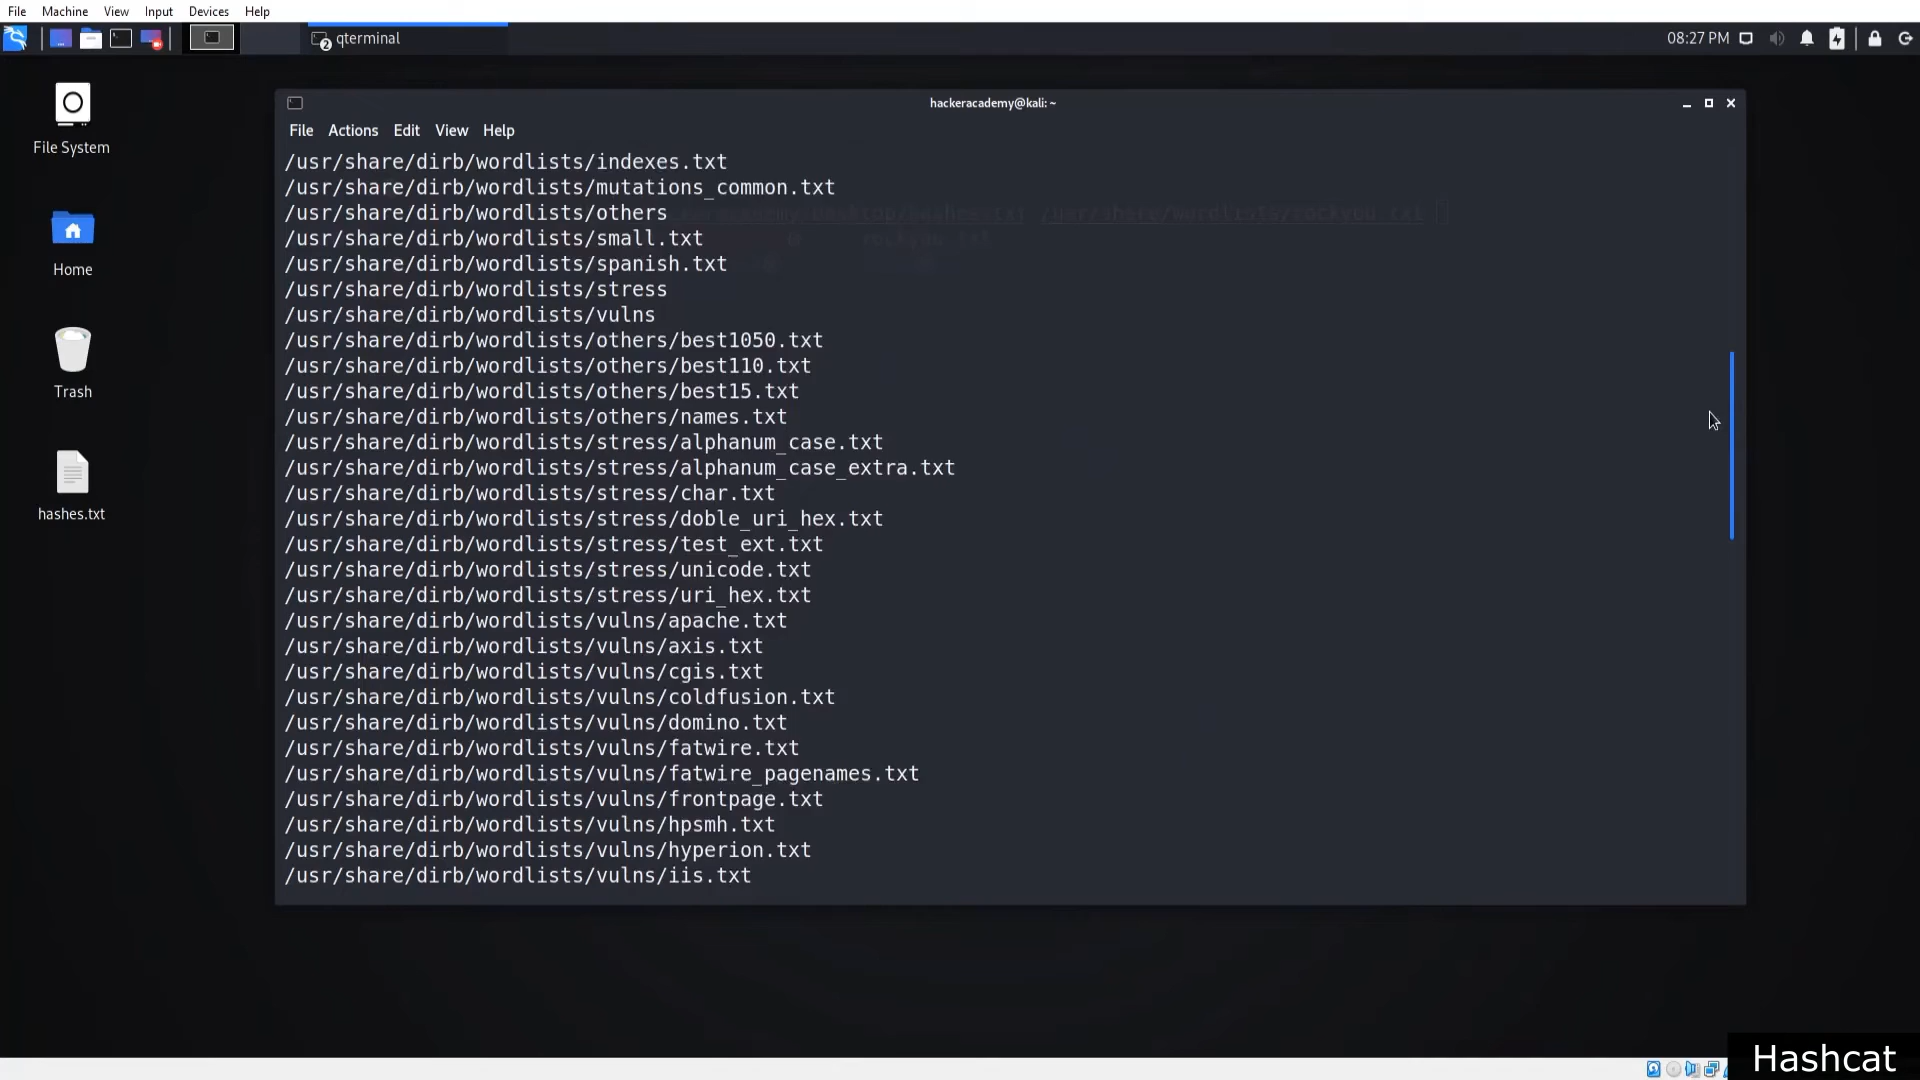 File Machine View Input Devices Help
qterminal
08:27 PM
File System
Home
Trash
hashes.txt
hackeracademy@kali: ~
File Actions Edit View Help
/usr/share/dirb/wordlists/indexes.txt
/usr/share/dirb/wordlists/mutations_common.txt
/usr/share/dirb/wordlists/others
/usr/share/dirb/wordlists/small.txt
/usr/share/dirb/wordlists/spanish.txt
/usr/share/dirb/wordlists/stress
/usr/share/dirb/wordlists/vulns
/usr/share/dirb/wordlists/others/best1050.txt
/usr/share/dirb/wordlists/others/best110.txt
/usr/share/dirb/wordlists/others/best15.txt
/usr/share/dirb/wordlists/others/names.txt
/usr/share/dirb/wordlists/stress/alphanum_case.txt
/usr/share/dirb/wordlists/stress/alphanum_case_extra.txt
/usr/share/dirb/wordlists/stress/char.txt
/usr/share/dirb/wordlists/stress/doble_uri_hex.txt
/usr/share/dirb/wordlists/stress/test_ext.txt
/usr/share/dirb/wordlists/stress/unicode.txt
/usr/share/dirb/wordlists/stress/uri_hex.txt
/usr/share/dirb/wordlists/vulns/apache.txt
/usr/share/dirb/wordlists/vulns/axis.txt
/usr/share/dirb/wordlists/vulns/cgis.txt
/usr/share/dirb/wordlists/vulns/coldfusion.txt
/usr/share/dirb/wordlists/vulns/domino.txt
/usr/share/dirb/wordlists/vulns/fatwire.txt
/usr/share/dirb/wordlists/vulns/fatwire_pagenames.txt
/usr/share/dirb/wordlists/vulns/frontpage.txt
/usr/share/dirb/wordlists/vulns/hpsmh.txt
/usr/share/dirb/wordlists/vulns/hyperion.txt
/usr/share/dirb/wordlists/vulns/iis.txt
Hashcat